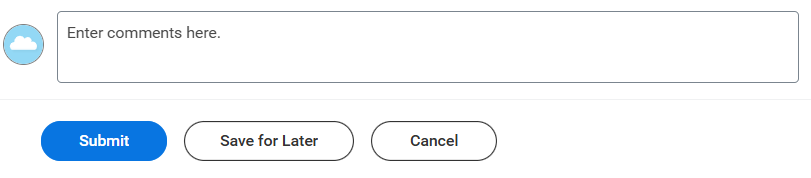 Enter comments here.
Submit Save for Later Cancel